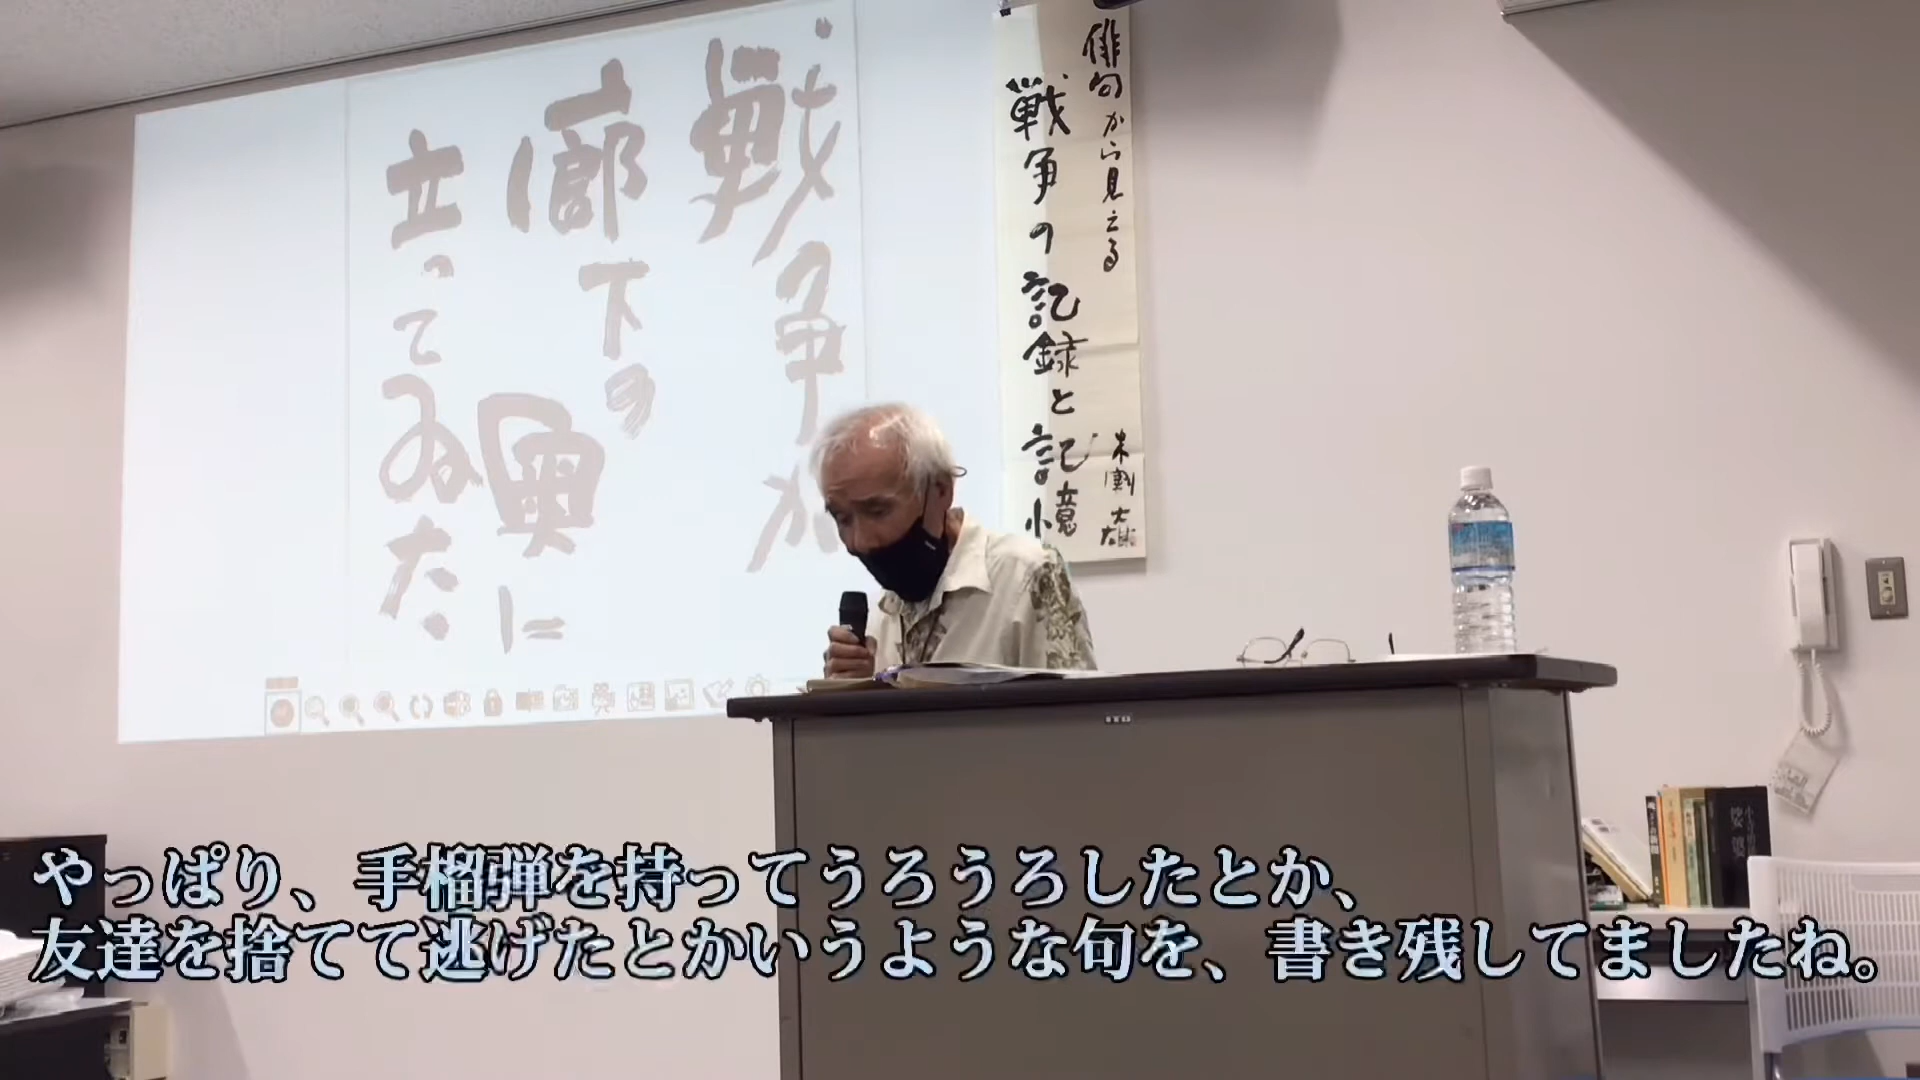 戦争が
廊下の奥に
立ってゐた
俳句から見える
戦争の記録と記憶
やっぱり、手榴弾を持ってうろうろしたとか、
友達を捨てて逃げたとかいうような句を、書き残してましたね。